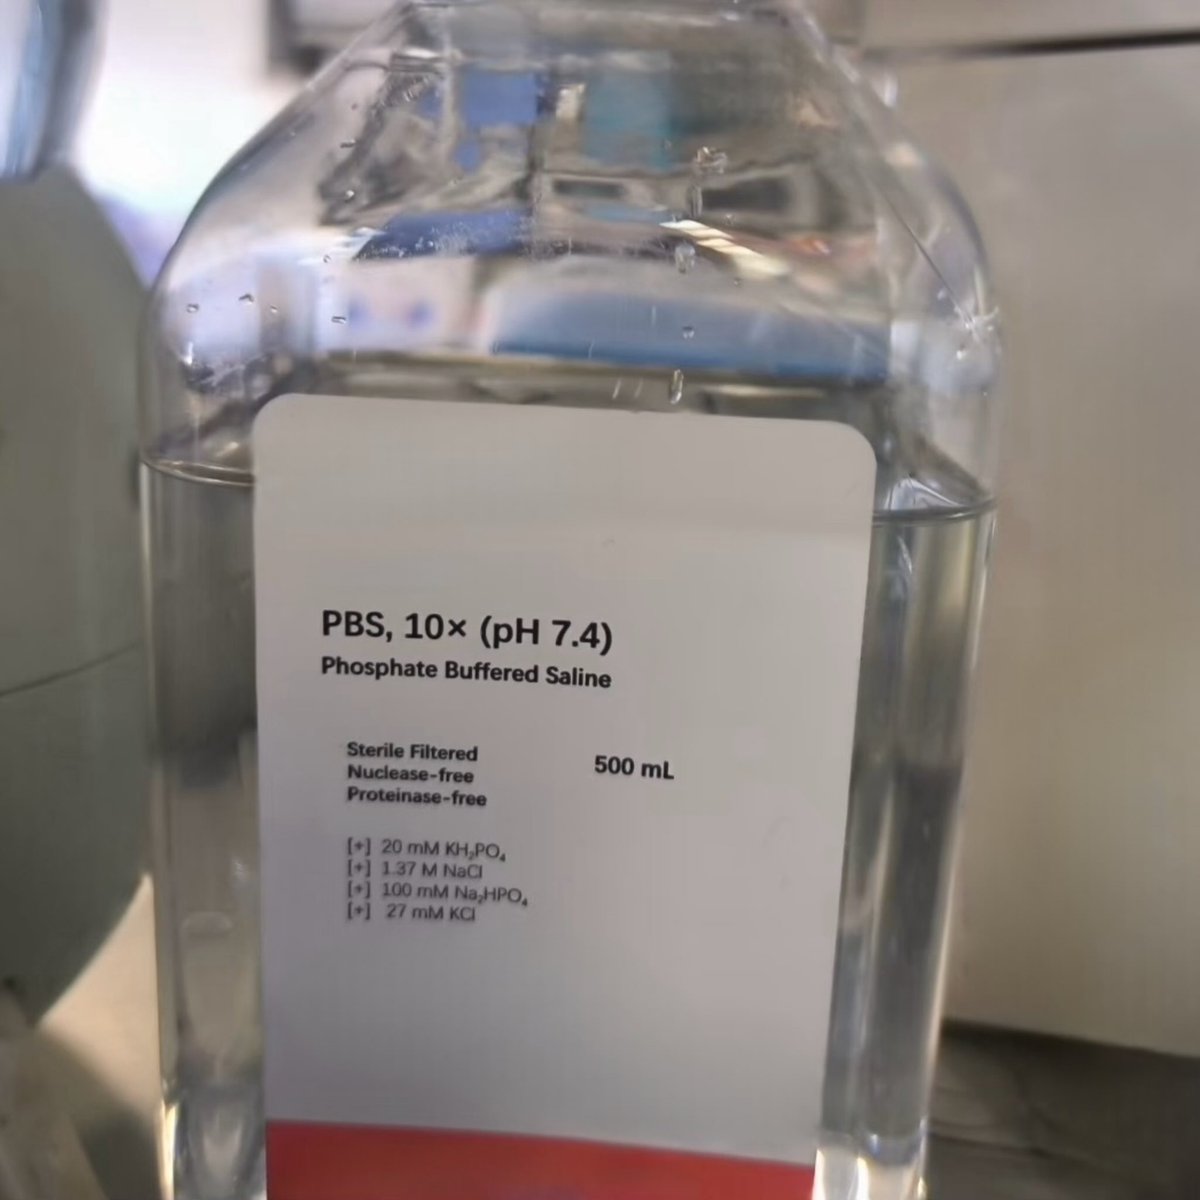 PBS, 10× (pH 7.4)
Phosphate Buffered Saline
Sterile Filtered
Nuclease-free
Proteinase-free
500 mL
[+] 20 mM KH₂PO₄
[+] 1.37 M NaCl
[+] 100 mM Na₂HPO₄
[+] 27 mM KCl